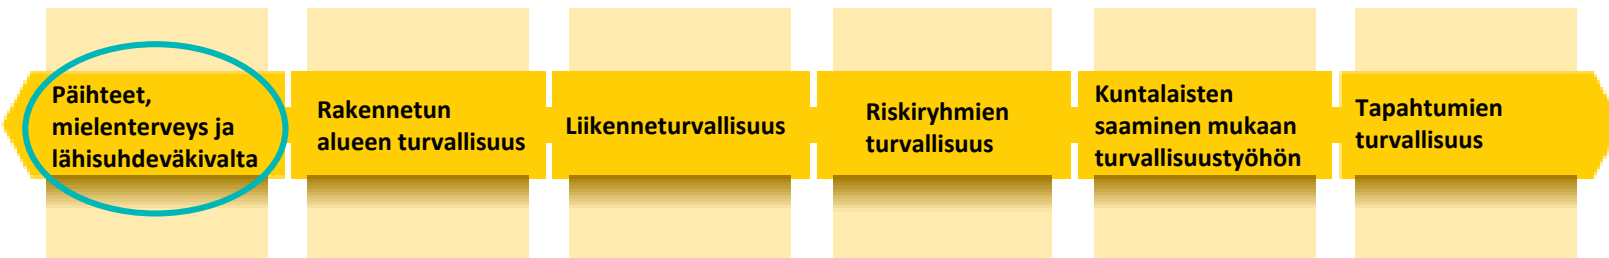 Päihteet,
mielenterveys ja
lähisuhdeväkivalta
Rakennetun
alueen turvallisuus
Liikenneturvallisuus
Riskiryhmien
turvallisuus
Kuntalaisten
saaminen mukaan
turvallisuustyöhön
Tapahtumien
turvallisuus